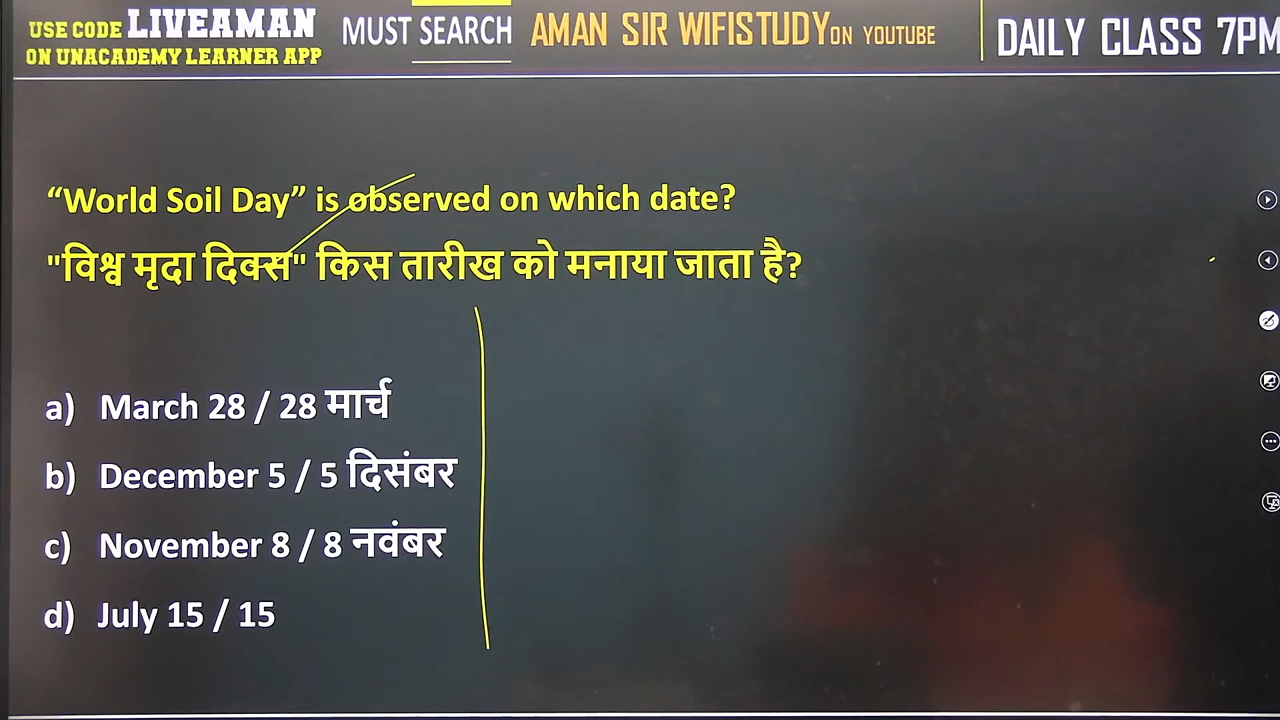 USE CODE LIVEAMAN
ON UNACADEMY LEARNER APP
MUST SEARCH AMAN SIR WIFISTUDY ON YOUTUBE
DAILY CLASS 7PM
“World Soil Day” is observed on which date?
"विश्व मृदा दिवस" किस तारीख को मनाया जाता है?
a) March 28 / 28 मार्च
b) December 5 / 5 दिसंबर
c) November 8 / 8 नवंबर
d) July 15 / 15